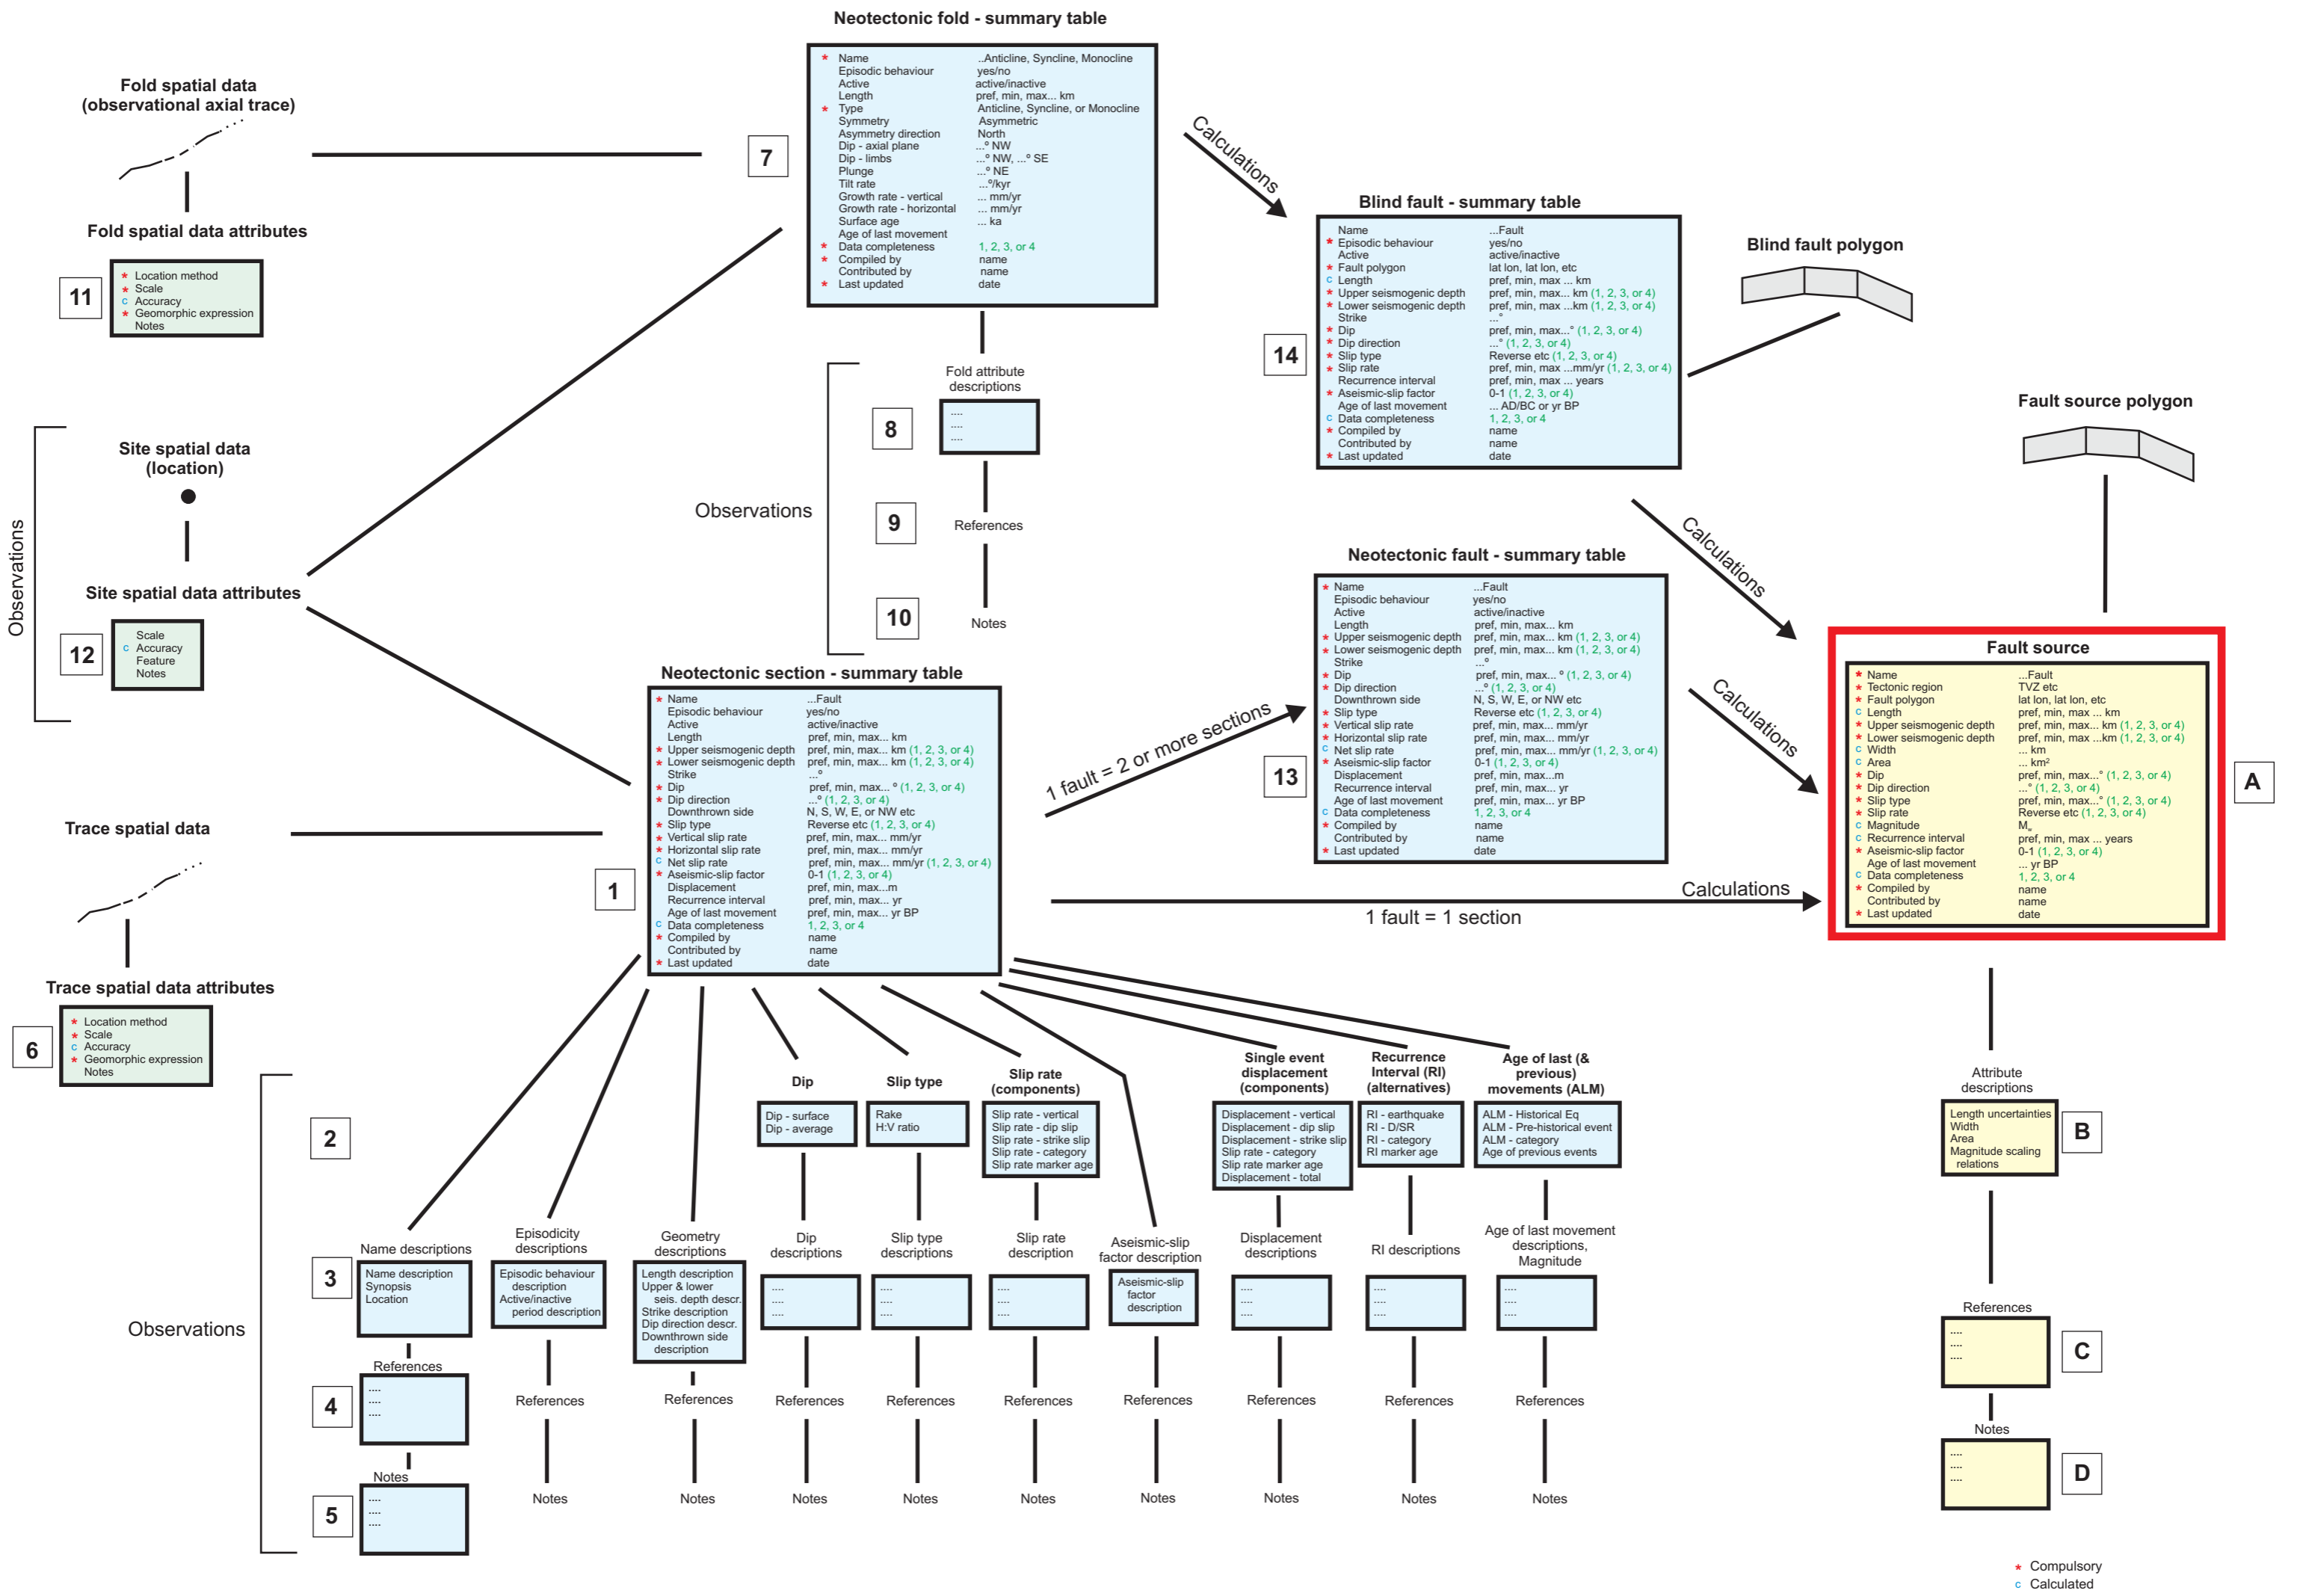 Neotectonic fold - summary table
* Name ..Anticline, Syncline, Monocline
Episodic behaviour yes/no
Active active/inactive
Length pref, min, max... km
* Type Anticline, Syncline, or Monocline
Symmetry Asymmetric
Asymmetry direction North
Dip - axial plane ...º NW
Dip - limbs ...º NW, ...º SE
Plunge ...º NE
Tilt rate ...º/kyr
Growth rate - vertical ... mm/yr
Growth rate - horizontal ... mm/yr
Surface age ... ka
Age of last movement
* Data completeness 1, 2, 3, or 4
* Compiled by name
Contributed by name
* Last updated date
7
Fold spatial data
(observational axial trace)
Fold spatial data attributes
11
* Location method
* Scale
c Accuracy
* Geomorphic expression
Notes
Calculations
Blind fault - summary table
Name ...Fault
* Episodic behaviour yes/no
Active active/inactive
* Fault polygon lat lon, lat lon, etc
c Length pref, min, max ... km
* Upper seismogenic depth pref, min, max... km (1, 2, 3, or 4)
* Lower seismogenic depth pref, min, max ...km (1, 2, 3, or 4)
Strike ...°
* Dip pref, min, max...° (1, 2, 3, or 4)
* Dip direction ...° (1, 2, 3, or 4)
* Slip type Reverse etc (1, 2, 3, or 4)
* Slip rate pref, min, max ...mm/yr (1, 2, 3, or 4)
Recurrence interval pref, min, max ... years
* Aseismic-slip factor 0-1 (1, 2, 3, or 4)
Age of last movement ... AD/BC or yr BP
c Data completeness 1, 2, 3, or 4
* Compiled by name
Contributed by name
* Last updated date
14
Blind fault polygon
Fault source polygon
Fold attribute
descriptions
8
....
....
....
Observations
9
References
10
Notes
Observations
Site spatial data
(location)
Site spatial data attributes
12
Scale
c Accuracy
Feature
Notes
Calculations
Neotectonic fault - summary table
* Name ...Fault
Episodic behaviour yes/no
Active active/inactive
Length pref, min, max... km
* Upper seismogenic depth pref, min, max... km (1, 2, 3, or 4)
* Lower seismogenic depth pref, min, max... km (1, 2, 3, or 4)
Strike ...º
* Dip pref, min, max... º (1, 2, 3, or 4)
* Dip direction ...º (1, 2, 3, or 4)
Downthrown side N, S, W, E, or NW etc
* Slip type Reverse etc (1, 2, 3, or 4)
* Vertical slip rate pref, min, max... mm/yr
* Horizontal slip rate pref, min, max... mm/yr
c Net slip rate pref, min, max... mm/yr (1, 2, 3, or 4)
* Aseismic-slip factor 0-1 (1, 2, 3, or 4)
Displacement pref, min, max...m
Recurrence interval pref, min, max... yr
Age of last movement pref, min, max... yr BP
c Data completeness 1, 2, 3, or 4
* Compiled by name
Contributed by name
* Last updated date
13
Calculations
Fault source
* Name ...Fault
* Tectonic region TVZ etc
* Fault polygon lat lon, lat lon, etc
c Length pref, min, max ... km
* Upper seismogenic depth pref, min, max... km (1, 2, 3, or 4)
* Lower seismogenic depth pref, min, max ...km (1, 2, 3, or 4)
c Width ... km
c Area ... km²
* Dip pref, min, max...° (1, 2, 3, or 4)
* Dip direction ...° (1, 2, 3, or 4)
* Slip type pref, min, max...° (1, 2, 3, or 4)
* Slip rate Reverse etc (1, 2, 3, or 4)
c Magnitude Mw
c Recurrence interval pref, min, max ... years
* Aseismic-slip factor 0-1 (1, 2, 3, or 4)
Age of last movement ... yr BP
c Data completeness 1, 2, 3, or 4
* Compiled by name
Contributed by name
* Last updated date
A
Neotectonic section - summary table
* Name ...Fault
Episodic behaviour yes/no
Active active/inactive
Length pref, min, max... km
* Upper seismogenic depth pref, min, max... km (1, 2, 3, or 4)
* Lower seismogenic depth pref, min, max... km (1, 2, 3, or 4)
Strike ...º
* Dip pref, min, max... º (1, 2, 3, or 4)
* Dip direction ...º (1, 2, 3, or 4)
Downthrown side N, S, W, E, or NW etc
* Slip type Reverse etc (1, 2, 3, or 4)
* Vertical slip rate pref, min, max... mm/yr
* Horizontal slip rate pref, min, max... mm/yr
c Net slip rate pref, min, max... mm/yr (1, 2, 3, or 4)
* Aseismic-slip factor 0-1 (1, 2, 3, or 4)
Displacement pref, min, max...m
Recurrence interval pref, min, max... yr
Age of last movement pref, min, max... yr BP
c Data completeness 1, 2, 3, or 4
* Compiled by name
Contributed by name
* Last updated date
1
1 fault = 2 or more sections
Calculations
1 fault = 1 section
Trace spatial data
Trace spatial data attributes
6
* Location method
* Scale
c Accuracy
* Geomorphic expression
Notes
Observations
2
Dip
Dip - surface
Dip - average
Slip type
Rake
H:V ratio
Slip rate
(components)
Slip rate - vertical
Slip rate - dip slip
Slip rate - strike slip
Slip rate - category
Slip rate marker age
Single event
displacement
(components)
Displacement - vertical
Displacement - dip slip
Displacement - strike slip
Slip rate - category
Slip rate marker age
Displacement - total
Recurrence
Interval (RI)
(alternatives)
RI - earthquake
RI - D/SR
RI - category
RI marker age
Age of last (&
previous)
movements (ALM)
ALM - Historical Eq
ALM - Pre-historical event
ALM - category
Age of previous events
3
Name descriptions
Name description
Synopsis
Location
Episodicity
descriptions
Episodic behaviour
description
Active/inactive
period description
Geometry
descriptions
Length description
Upper & lower
seis. depth descr.
Strike description
Dip direction descr.
Downthrown side
description
Dip
descriptions
....
....
....
Slip type
descriptions
....
....
....
Slip rate
description
....
....
....
Aseismic-slip
factor description
Aseismic-slip
factor
description
Displacement
descriptions
....
....
....
RI descriptions
....
....
....
Age of last movement
descriptions,
Magnitude
....
....
....
4
References
....
....
....
References
References
References
References
References
References
References
References
References
5
Notes
....
....
....
Notes
Notes
Notes
Notes
Notes
Notes
Notes
Notes
Notes
Attribute
descriptions
Length uncertainties
Width
Area
Magnitude scaling
relations
B
References
....
....
....
C
Notes
....
....
....
D
* Compulsory
c Calculated